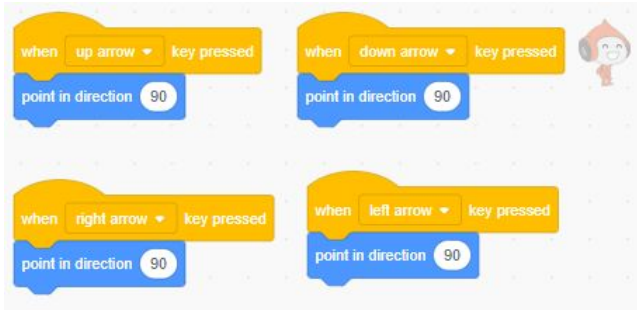 when up arrow key pressed
point in direction 90
when down arrow key pressed
point in direction 90
when right arrow key pressed
point in direction 90
when left arrow key pressed
point in direction 90